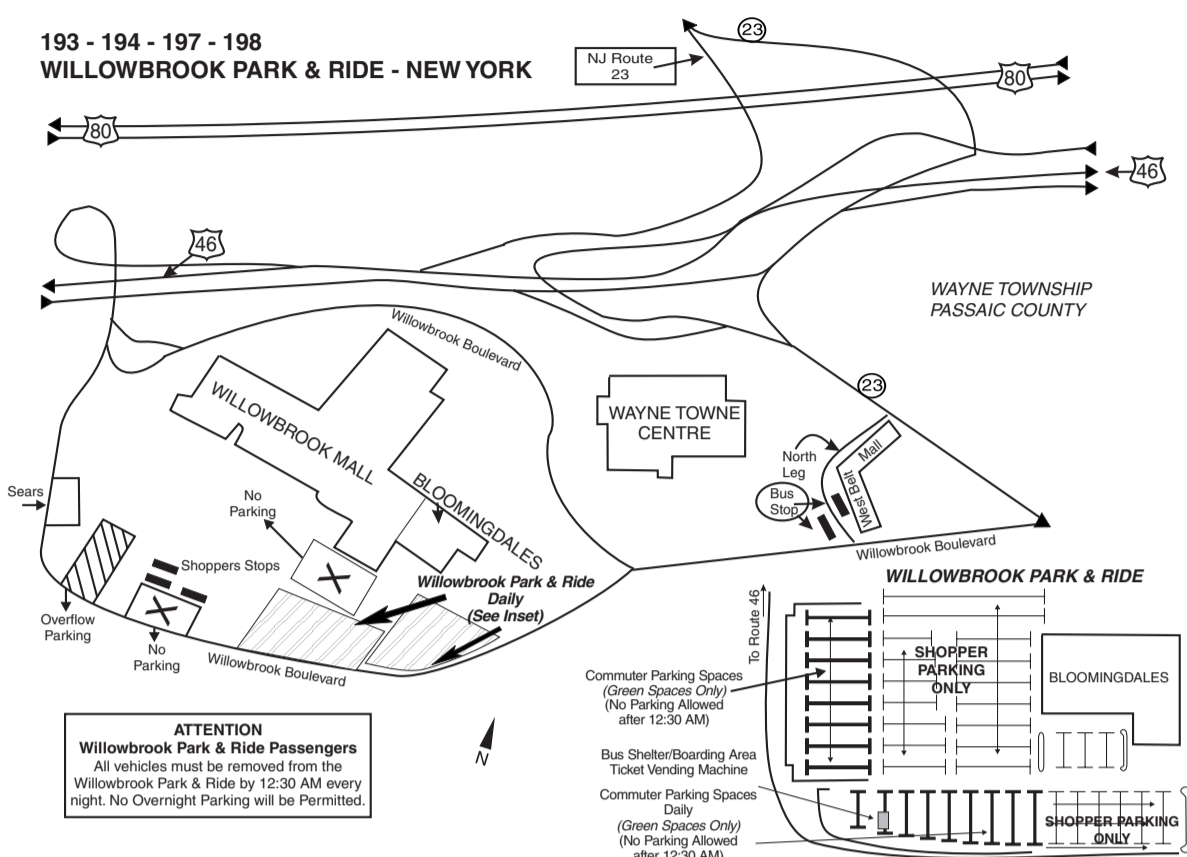 193 - 194 - 197 - 198
WILLOWBROOK PARK & RIDE - NEW YORK
NJ Route
23
23
80
80
46
46
WAYNE TOWNSHIP
PASSAIC COUNTY
Willowbrook Boulevard
WILLOWBROOK MALL
BLOOMINGDALES
WAYNE TOWNE
CENTRE
23
North
Leg
Mall
West Belt
Bus
Stop
Willowbrook Boulevard
Sears
No
Parking
X
Shoppers Stops
X
Overflow
Parking
No
Parking
Willowbrook Park & Ride
Daily
(See Inset)
Willowbrook Boulevard
ATTENTION
Willowbrook Park & Ride Passengers
All vehicles must be removed from the
Willowbrook Park & Ride by 12:30 AM every
night. No Overnight Parking will be Permitted.
N
WILLOWBROOK PARK & RIDE
To Route 46
SHOPPER
PARKING
ONLY
BLOOMINGDALES
Commuter Parking Spaces
(Green Spaces Only)
(No Parking Allowed
after 12:30 AM)
Bus Shelter/Boarding Area
Ticket Vending Machine
Commuter Parking Spaces
Daily
(Green Spaces Only)
(No Parking Allowed
after 12:30 AM)
SHOPPER PARKING
ONLY